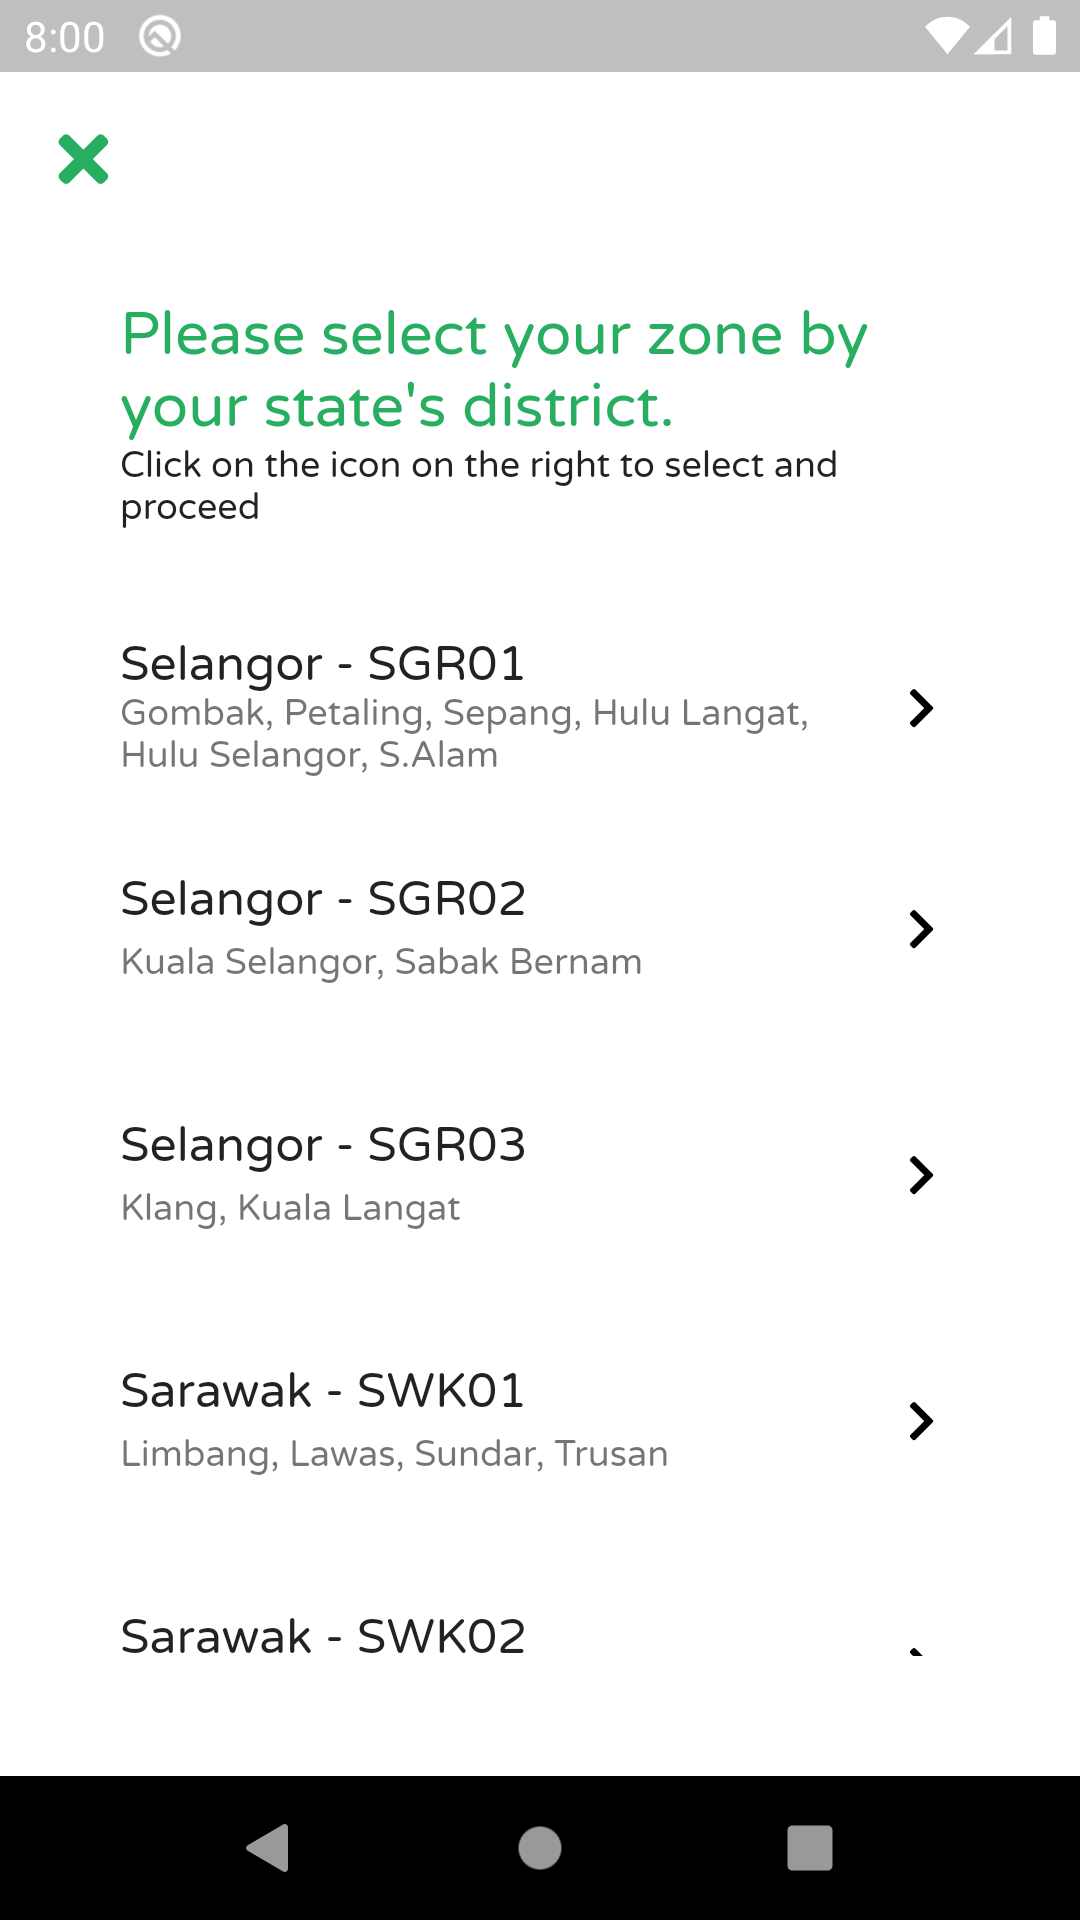 8:00
Please select your zone by
your state's district.
Click on the icon on the right to select and
proceed
Selangor - SGR01
Gombak, Petaling, Sepang, Hulu Langat,
Hulu Selangor, S.Alam
Selangor - SGR02
Kuala Selangor, Sabak Bernam
Selangor - SGR03
Klang, Kuala Langat
Sarawak - SWK01
Limbang, Lawas, Sundar, Trusan
Sarawak - SWK02